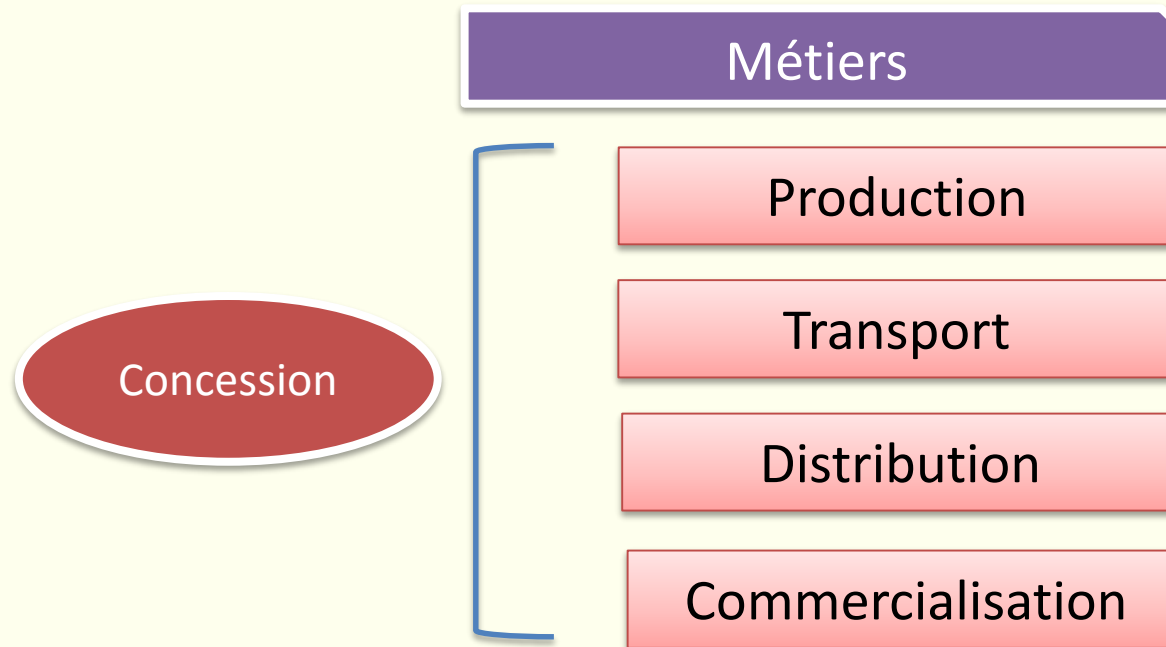 Métiers
Production
Transport
Concession
Distribution
Commercialisation